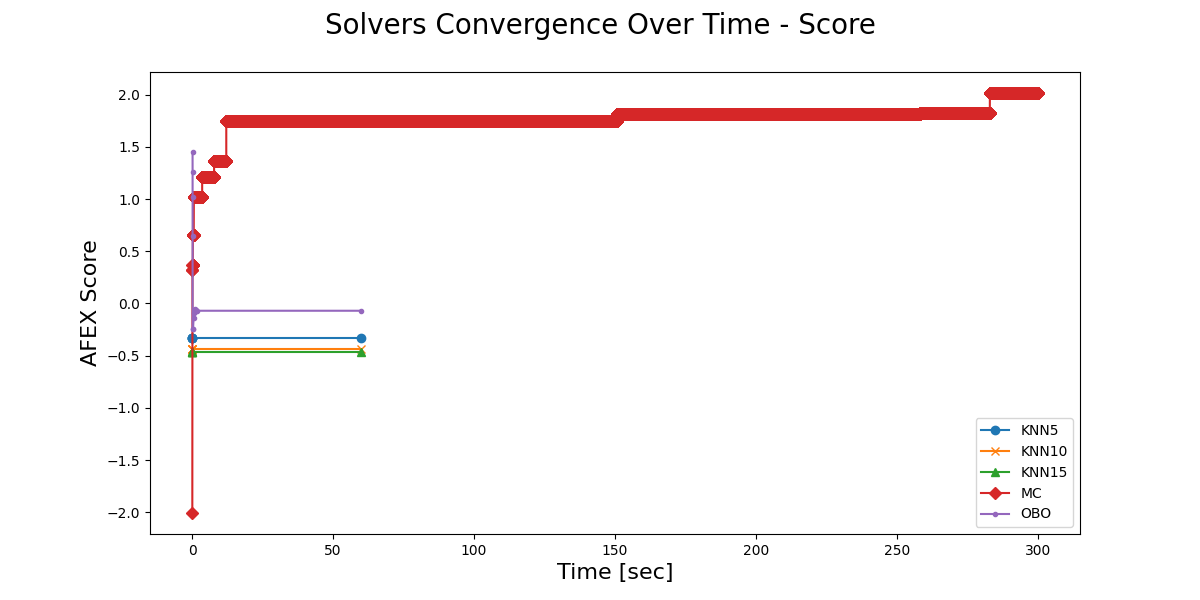 Solvers Convergence Over Time - Score
AFEX Score
2.0
1.5
1.0
0.5
0.0
−0.5
−1.0
−1.5
−2.0
0 50 100 150 200 250 300
Time [sec]
KNN5
KNN10
KNN15
MC
OBO